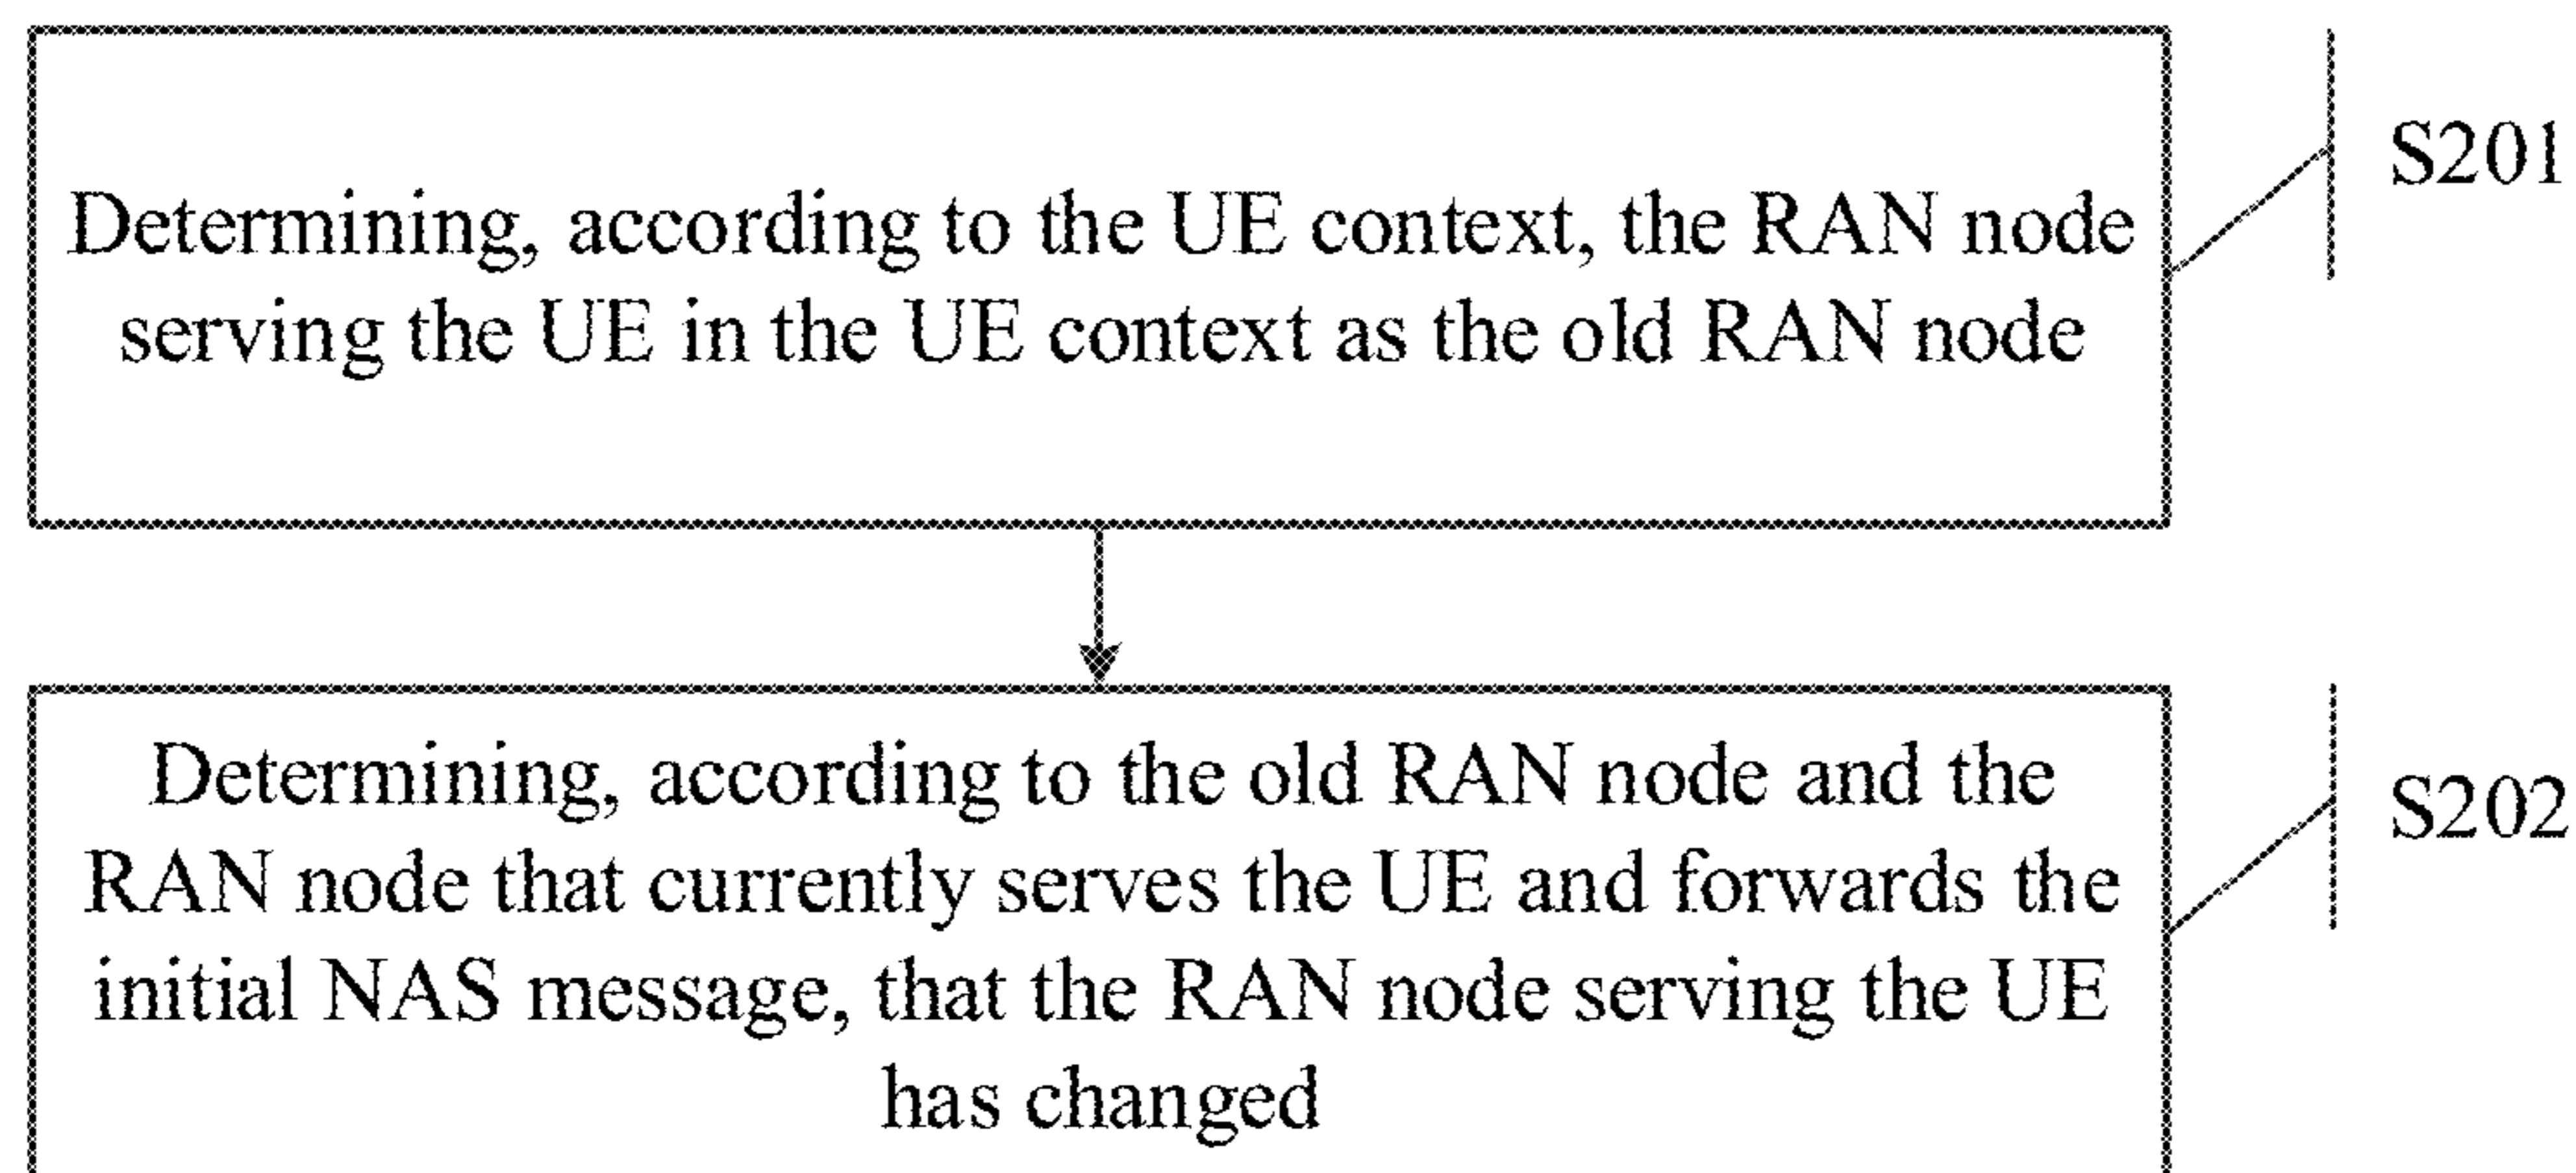 Determining, according to the UE context, the RAN node
serving the UE in the UE context as the old RAN node
S201
Determining, according to the old RAN node and the
RAN node that currently serves the UE and forwards the
initial NAS message, that the RAN node serving the UE
has changed
S202